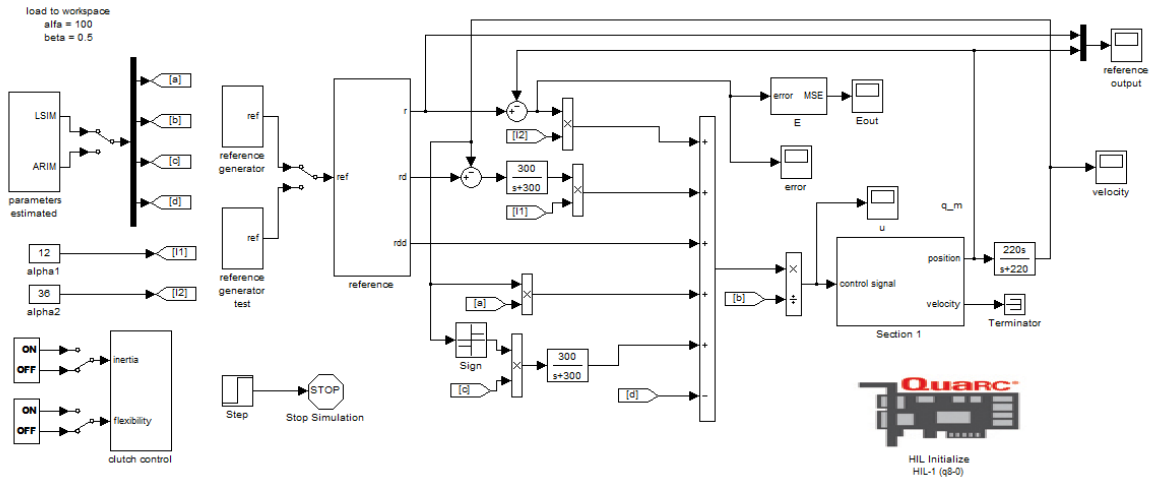 load to workspace
alfa = 100
beta = 0.5
LSIM
ARIM
parameters
estimated
[a]
[b]
[c]
[d]
12
alpha1
[l1]
36
alpha2
[l2]
ON
OFF
ON
OFF
inertia
flexibility
clutch control
ref
reference
generator
ref
reference
generator
test
Step
STOP
Stop Simulation
ref
r
rd
rdd
reference
+
−
[l2]
×
+
−
300
s+300
[l1]
×
[a]
×
Sign
[c]
×
300
s+300
[d]
+
+
+
+
+
−
error
MSE
E
Eout
error
u
[b]
×
÷
q_m
control signal
position
velocity
Section 1
220s
s+220
Terminator
reference
output
velocity
QUARC®
HIL Initialize
HIL-1 (q8-0)